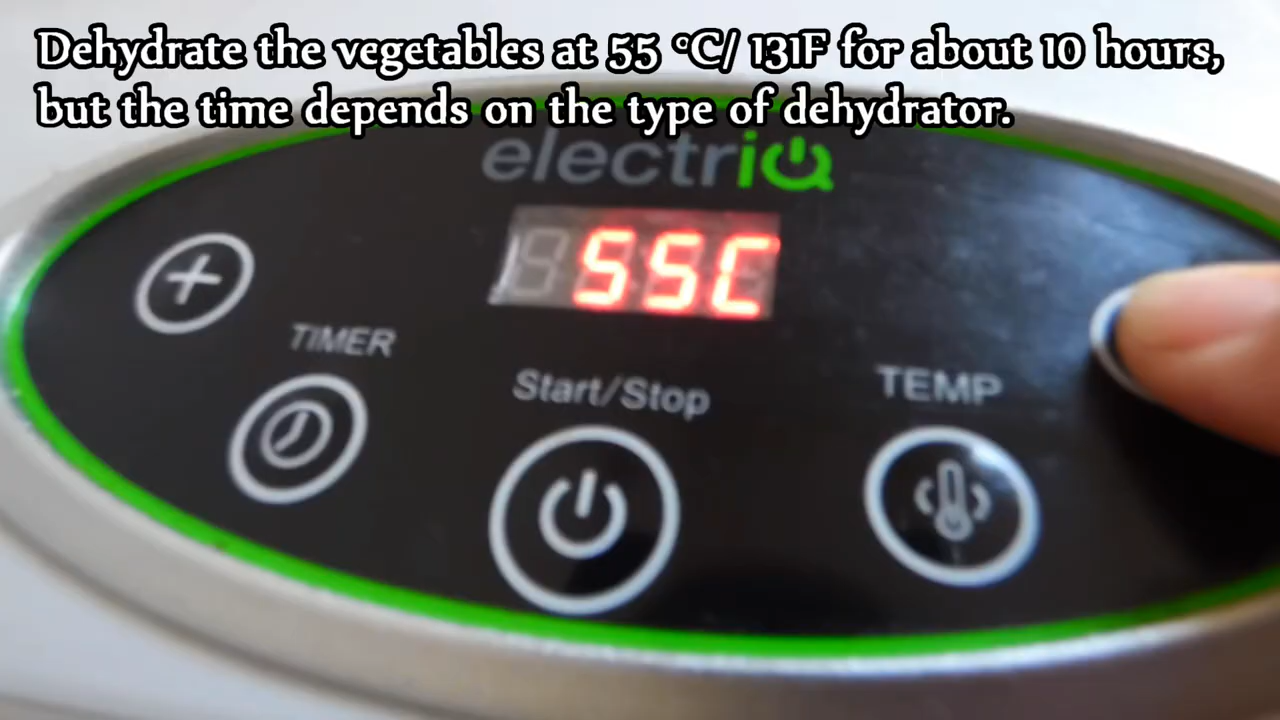 Dehydrate the vegetables at 55 °C/ 131F for about 10 hours,
but the time depends on the type of dehydrator.
electriQ
55C
+
TIMER
Start/Stop
TEMP